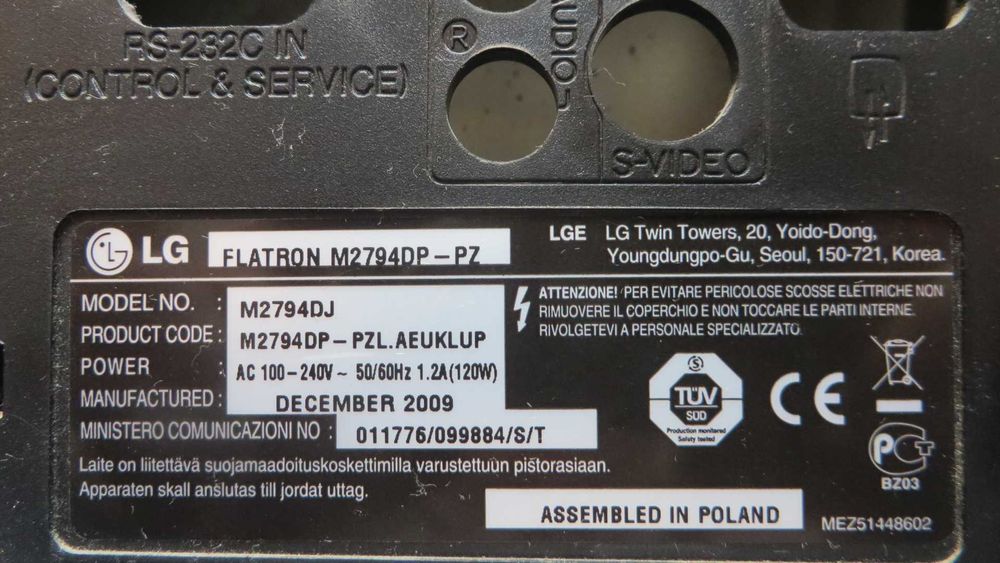 RS-232C IN
(CONTROL & SERVICE)
R
AUDIO
S-VIDEO
LG
FLATRON M2794DP-PZ
LGE LG Twin Towers, 20, Yoido-Dong,
Youngdungpo-Gu, Seoul, 150-721, Korea.
MODEL NO. : M2794DJ
PRODUCT CODE : M2794DP-PZL.AEUKLUP
POWER : AC 100-240V~ 50/60Hz 1.2A(120W)
MANUFACTURED : DECEMBER 2009
MINISTERO COMUNICAZIONI NO : 011776/099884/S/T
ATTENZIONE! PER EVITARE PERICOLOSE SCOSSE ELETTRICHE NON
RIMUOVERE IL COPERCHIO E NON TOCCARE LE PARTI INTERNE.
RIVOLGETEVI A PERSONALE SPECIALIZZATO.
S
TÜV
SÜD
Production monitored
Safety tested
CE
PCT
BZ03
Laite on liitettävä suojamaadoituskoskettimilla varustettuun pistorasiaan.
Apparaten skall anslutas till jordat uttag.
ASSEMBLED IN POLAND
MEZ51448602